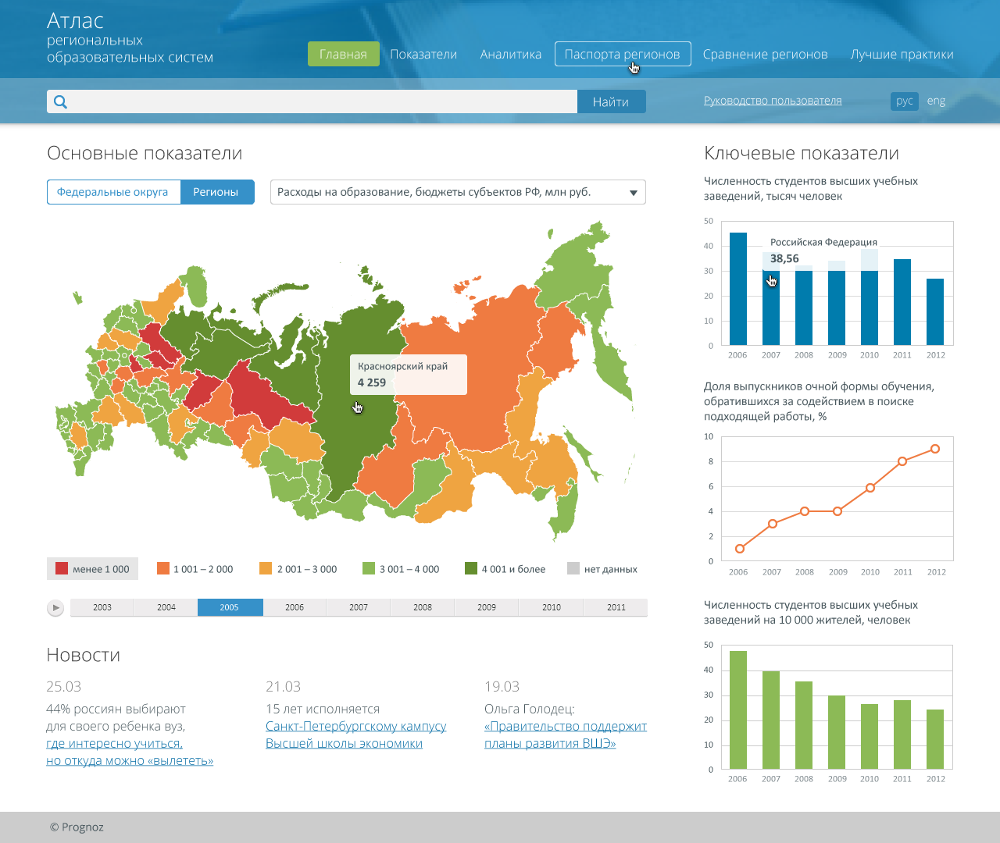 Атлас
региональных
образовательных систем
Главная
Показатели
Аналитика
Паспорта регионов
Сравнение регионов
Лучшие практики
Найти
Руководство пользователя
рус
eng
Основные показатели
Федеральные округа
Регионы
Расходы на образование, бюджеты субъектов РФ, млн руб.
Красноярский край
4 259
менее 1 000
1 001 – 2 000
2 001 – 3 000
3 001 – 4 000
4 001 и более
нет данных
2003
2004
2005
2006
2007
2008
2009
2010
2011
Новости
25.03
44% россиян выбирают
для своего ребенка вуз,
где интересно учиться,
но откуда можно «вылететь»
21.03
15 лет исполняется
Санкт-Петербургскому кампусу
Высшей школы экономики
19.03
Ольга Голодец:
«Правительство поддержит
планы развития ВШЭ»
Ключевые показатели
Численность студентов высших учебных
заведений, тысяч человек
50
40
30
20
10
0
Российская Федерация
38,56
2006
2007
2008
2009
2010
2011
2012
Доля выпускников очной формы обучения,
обратившихся за содействием в поиске
подходящей работы, %
10
8
6
4
2
0
2006
2007
2008
2009
2010
2011
2012
Численность студентов высших учебных
заведений на 10 000 жителей, человек
50
40
30
20
10
0
2006
2007
2008
2009
2010
2011
2012
© Prognoz